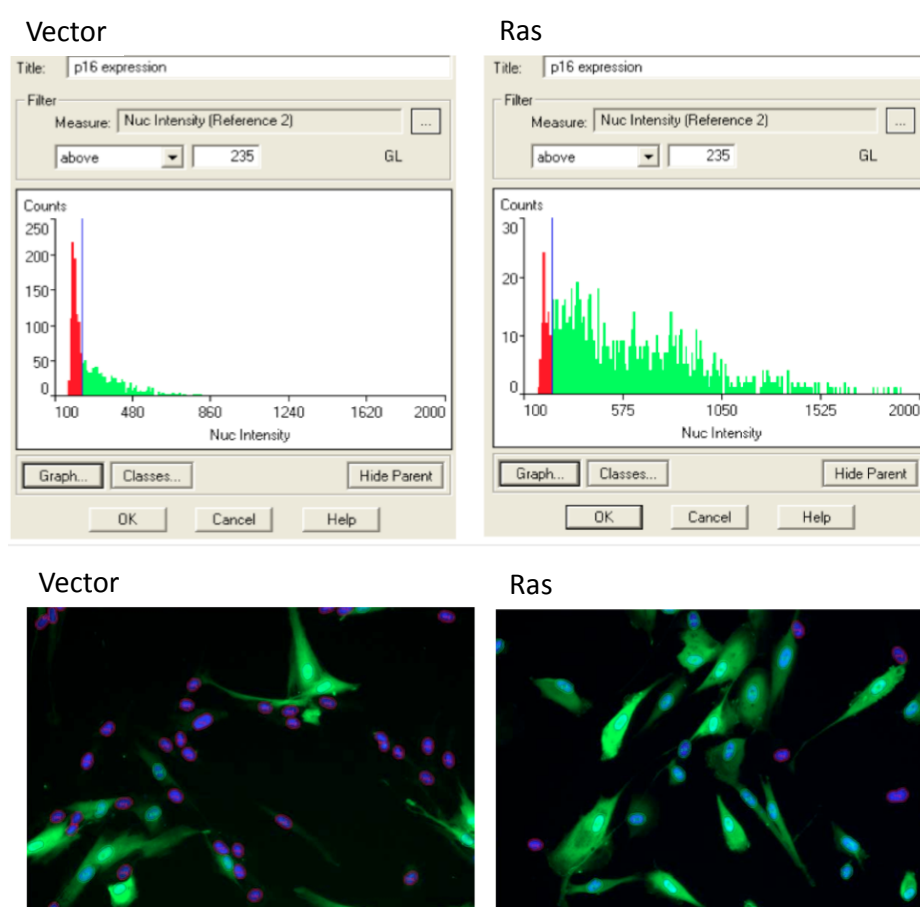 Vector
Title: p16 expression
Filter
Measure: Nuc Intensity (Reference 2) ...
above 235 GL
Counts
250
200
150
100
50
0
100 480 860 1240 1620 2000
Nuc Intensity
Graph... Classes... Hide Parent
OK Cancel Help
Ras
Title: p16 expression
Filter
Measure: Nuc Intensity (Reference 2) ...
above 235 GL
Counts
30
20
10
0
100 575 1050 1525 2000
Nuc Intensity
Graph... Classes... Hide Parent
OK Cancel Help
Vector
Ras